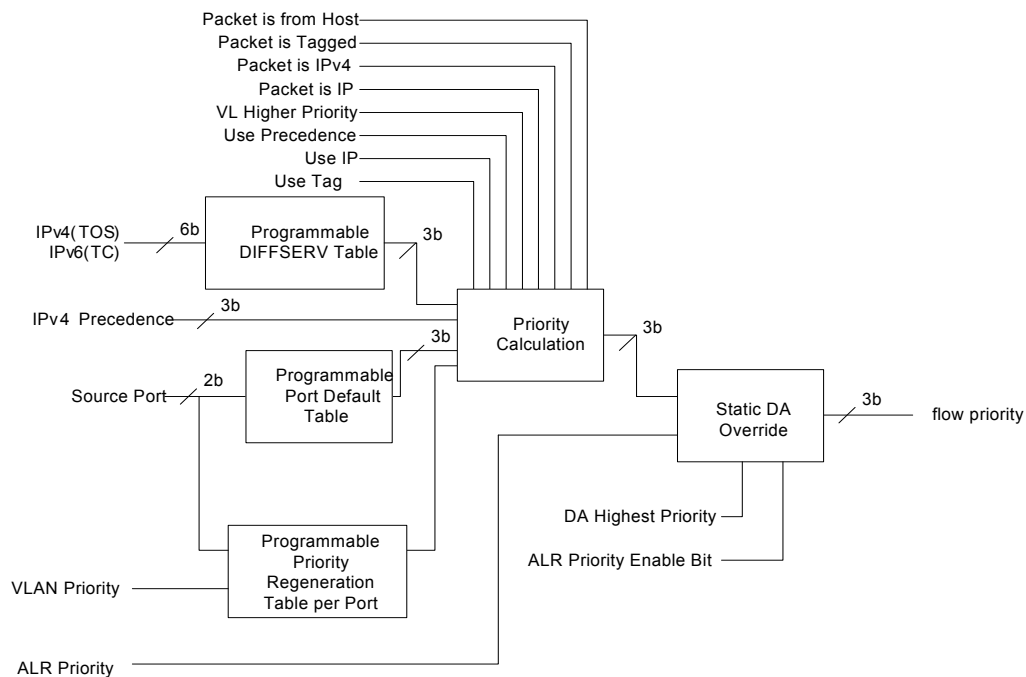 Packet is from Host
Packet is Tagged
Packet is IPv4
Packet is IP
VL Higher Priority
Use Precedence
Use IP
Use Tag
IPv4(TOS)
IPv6(TC)
6b
Programmable
DIFFSERV Table
3b
IPv4 Precedence
3b
Priority
Calculation
3b
3b
Source Port
2b
Programmable
Port Default
Table
Static DA
Override
3b
flow priority
DA Highest Priority
ALR Priority Enable Bit
Programmable
Priority
Regeneration
Table per Port
VLAN Priority
ALR Priority